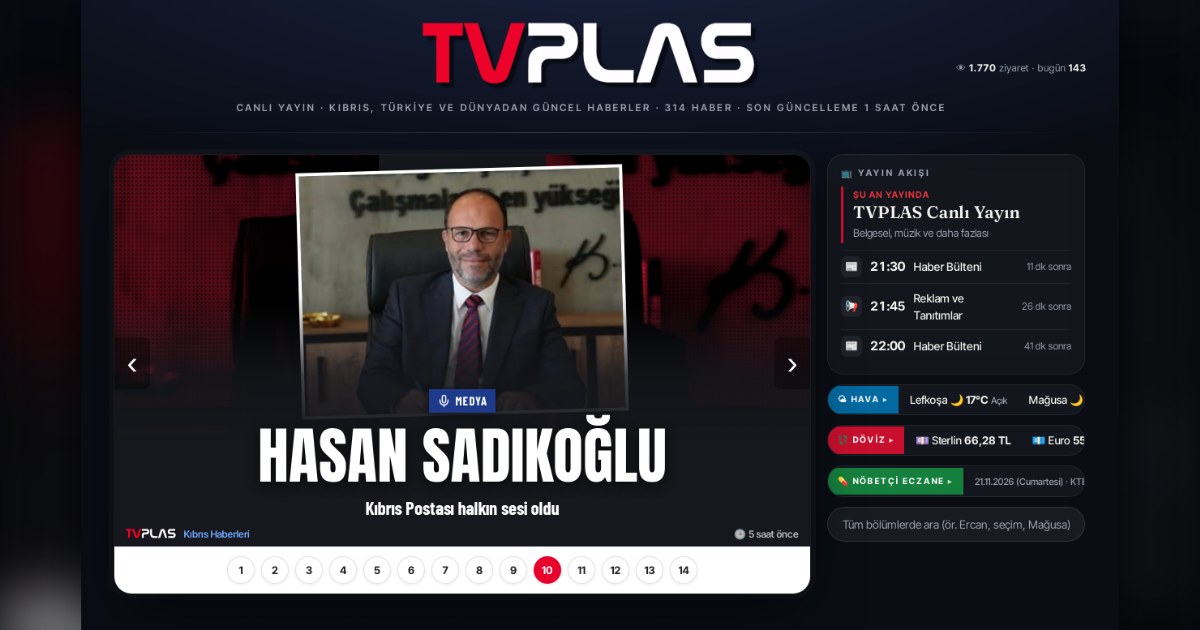 TVPLAS
1.770 ziyaret · bugün 143
CANLI YAYIN · KIBRIS, TÜRKİYE VE DÜNYADAN GÜNCEL HABERLER · 314 HABER · SON GÜNCELLEME 1 SAAT ÖNCE
Çalışmala en yükseğ
MEDYA
HASAN SADIKOĞLU
Kıbrıs Postası halkın sesi oldu
TVPLAS Kıbrıs Haberleri
5 saat önce
1 2 3 4 5 6 7 8 9 10 11 12 13 14
YAYIN AKIŞI
ŞU AN YAYINDA
TVPLAS Canlı Yayın
Belgesel, müzik ve daha fazlası
21:30 Haber Bülteni 11 dk sonra
21:45 Reklam ve Tanıtımlar 26 dk sonra
22:00 Haber Bülteni 41 dk sonra
HAVA ▸ Lefkoşa 🌙 17°C Açık Mağusa 🌙
DÖVİZ ▸ Sterlin 66,28 TL Euro 55
NÖBETÇİ ECZANE ▸ 21.11.2026 (Cumartesi) · KTE
Tüm bölümlerde ara (ör. Ercan, seçim, Mağusa)